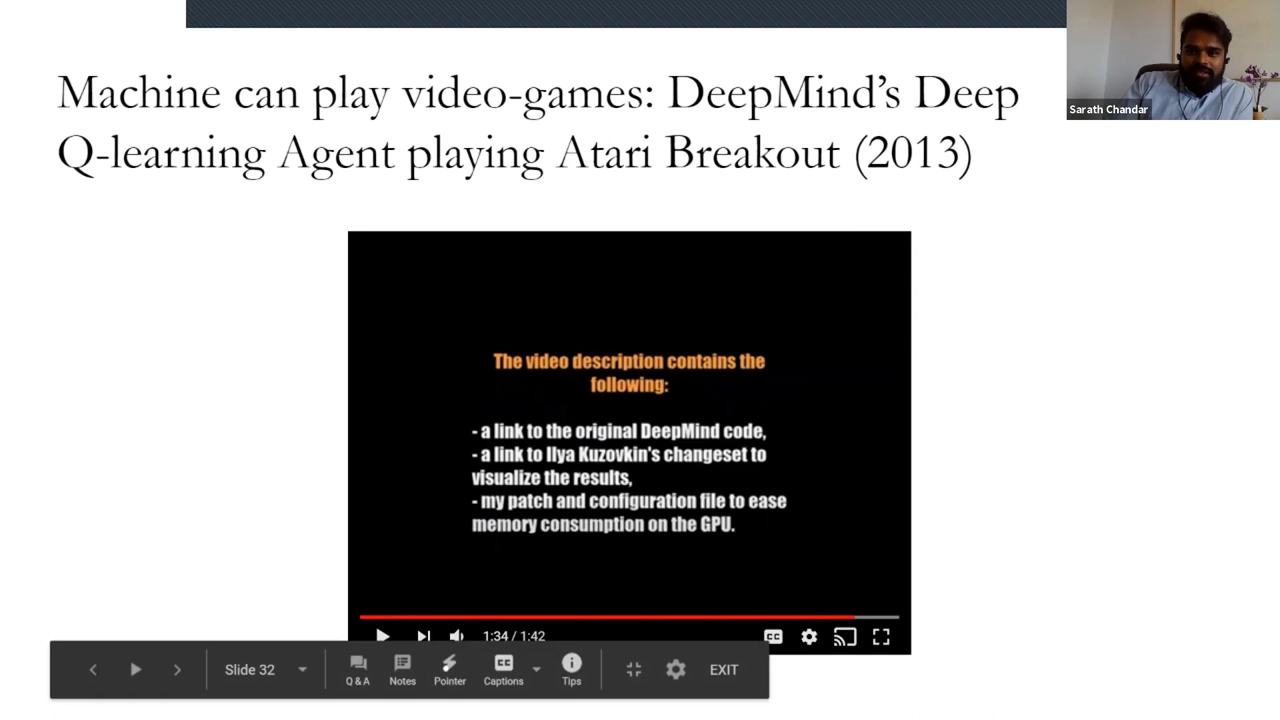 Machine can play video-games: DeepMind's Deep
Q-learning Agent playing Atari Breakout (2013)
Sarath Chandar
The video description contains the
following:
- a link to the original DeepMind code,
- a link to Ilya Kuzovkin's changeset to
visualize the results,
- my patch and configuration file to ease
memory consumption on the GPU.
1:34 / 1:42
CC
Slide 32
Q & A
Notes
Pointer
CC
Captions
Tips
EXIT